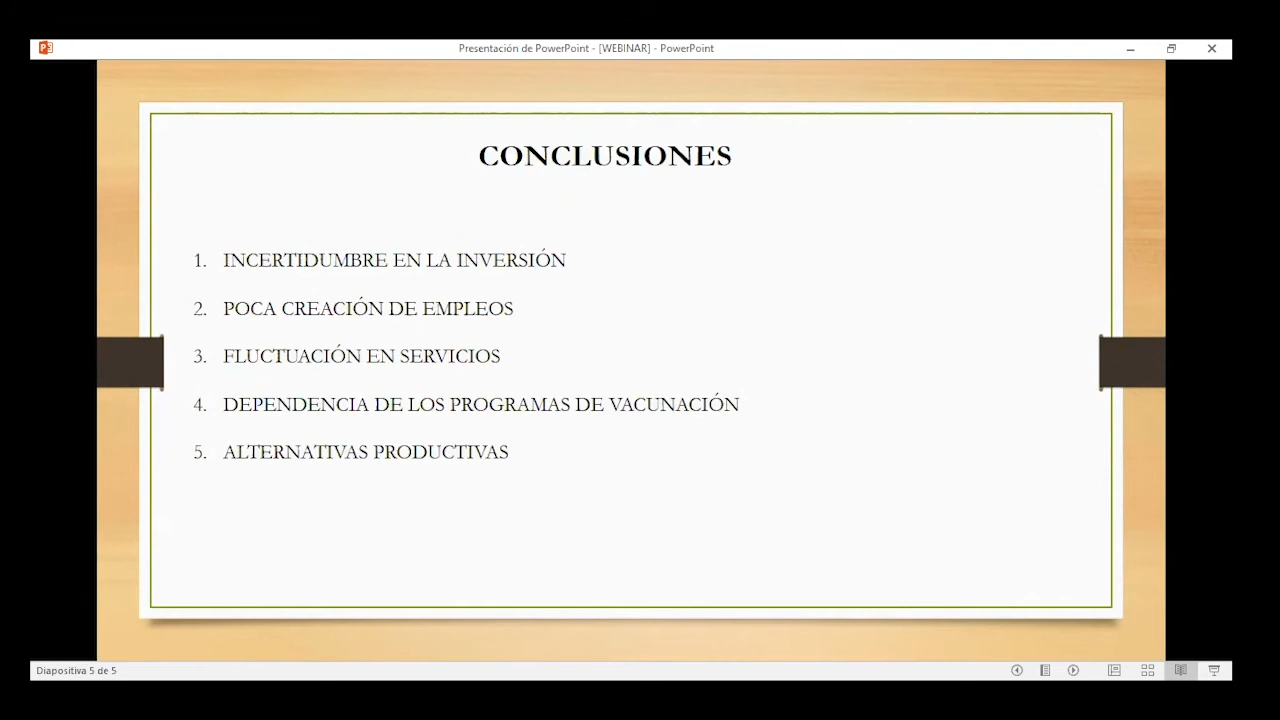 Presentación de PowerPoint - [WEBINAR] - PowerPoint
CONCLUSIONES
1. INCERTIDUMBRE EN LA INVERSIÓN
2. POCA CREACIÓN DE EMPLEOS
3. FLUCTUACIÓN EN SERVICIOS
4. DEPENDENCIA DE LOS PROGRAMAS DE VACUNACIÓN
5. ALTERNATIVAS PRODUCTIVAS
Diapositiva 5 de 5